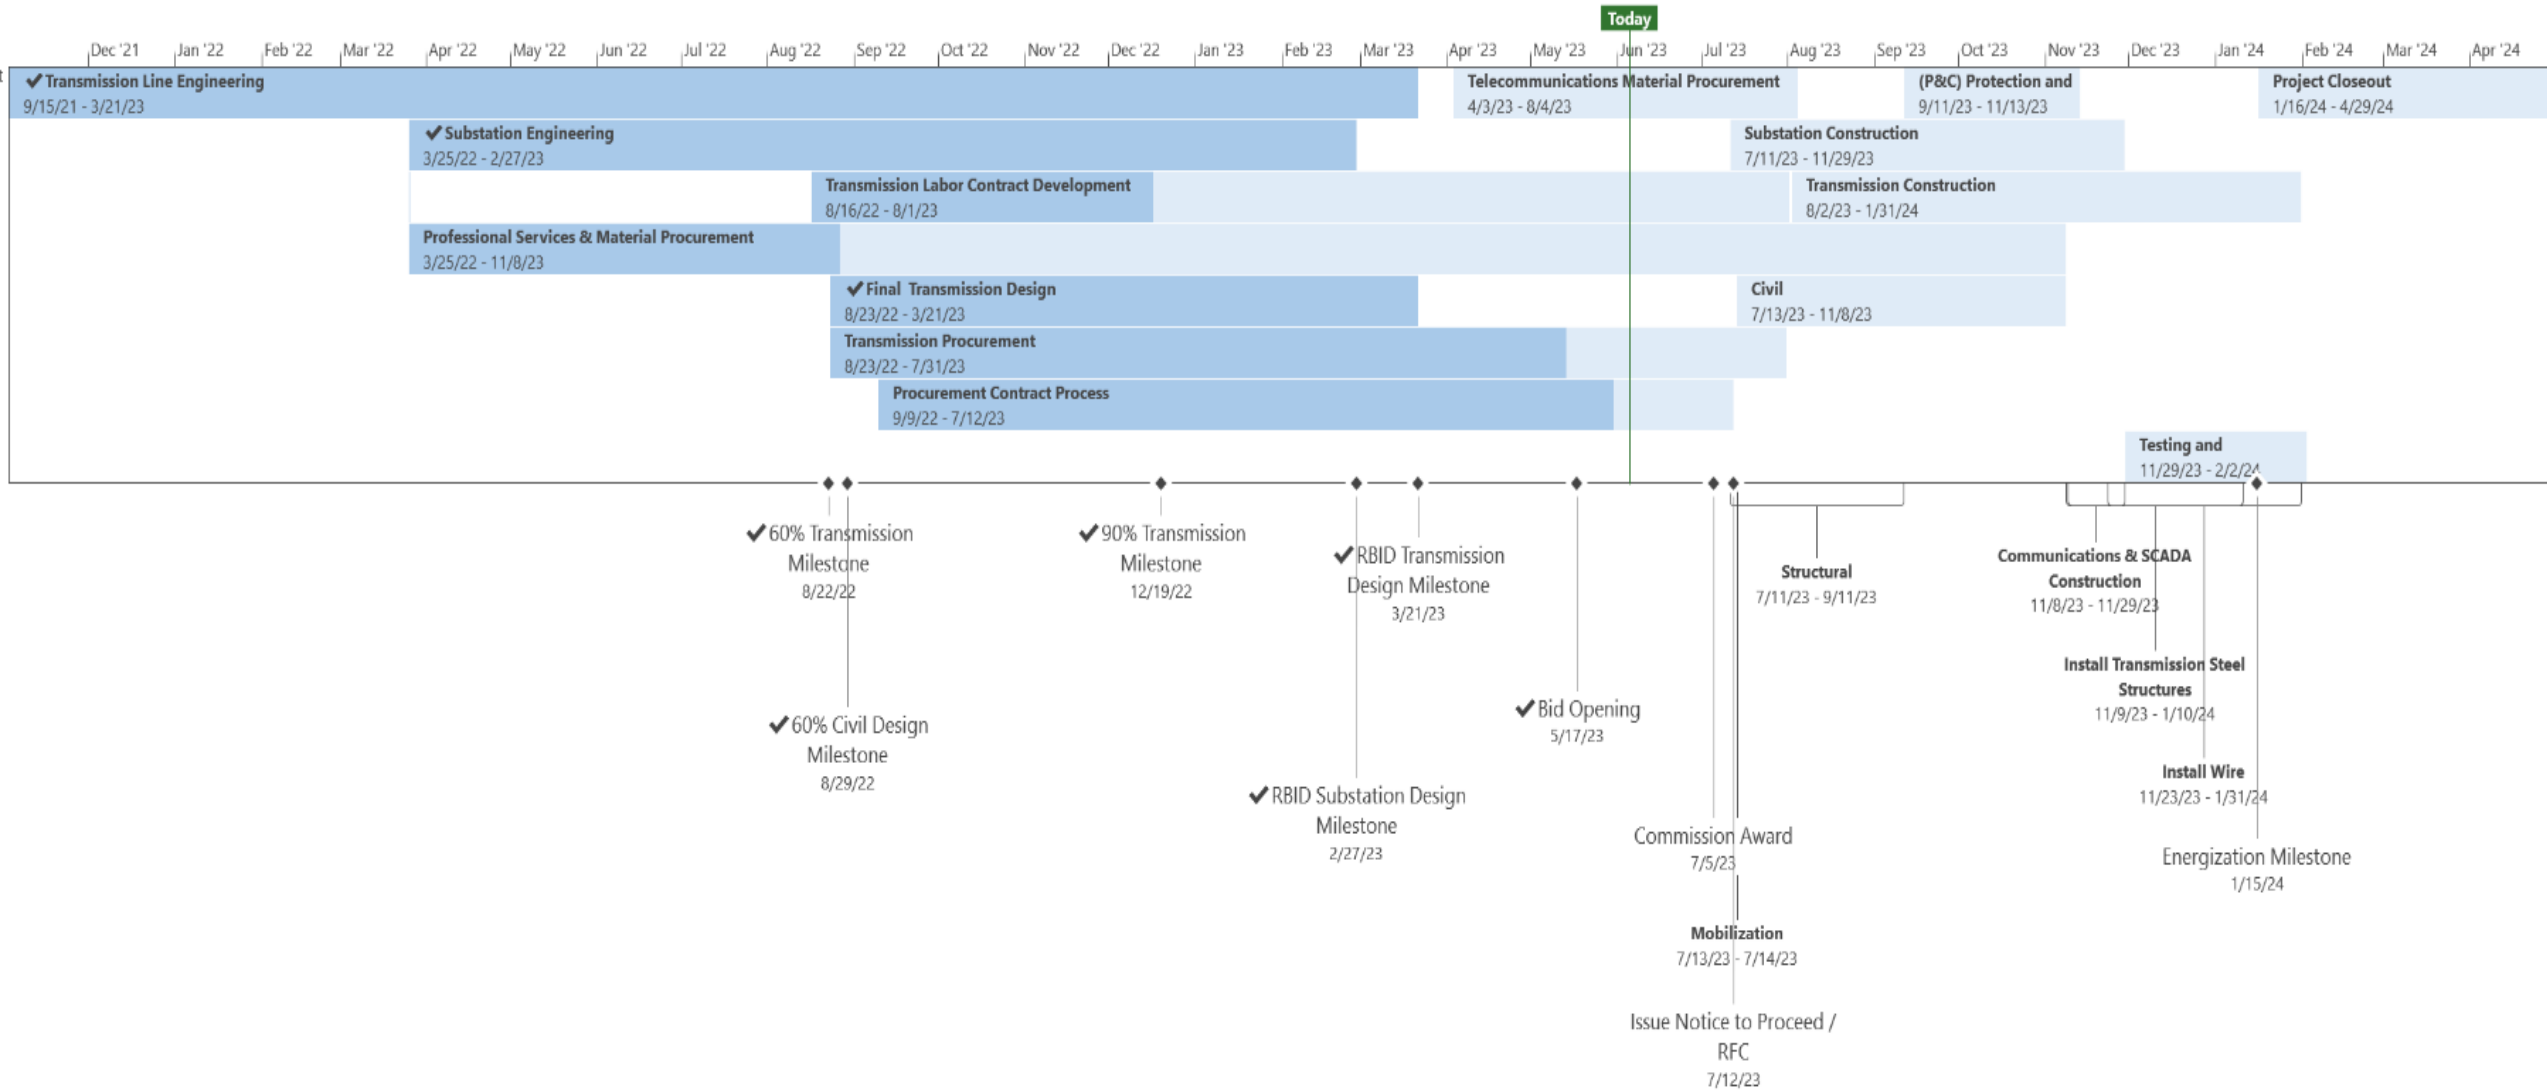 Today
Dec '21
Jan '22
Feb '22
Mar '22
Apr '22
May '22
Jun '22
Jul '22
Aug '22
Sep '22
Oct '22
Nov '22
Dec '22
Jan '23
Feb '23
Mar '23
Apr '23
May '23
Jun '23
Jul '23
Aug '23
Sep '23
Oct '23
Nov '23
Dec '23
Jan '24
Feb '24
Mar '24
Apr '24
t
✔Transmission Line Engineering
9/15/21 - 3/21/23
Telecommunications Material Procurement
4/3/23 - 8/4/23
(P&C) Protection and
9/11/23 - 11/13/23
Project Closeout
1/16/24 - 4/29/24
✔Substation Engineering
3/25/22 - 2/27/23
Substation Construction
7/11/23 - 11/29/23
Transmission Labor Contract Development
8/16/22 - 8/1/23
Transmission Construction
8/2/23 - 1/31/24
Professional Services & Material Procurement
3/25/22 - 11/8/23
✔Final Transmission Design
8/23/22 - 3/21/23
Civil
7/13/23 - 11/8/23
Transmission Procurement
8/23/22 - 7/31/23
Procurement Contract Process
9/9/22 - 7/12/23
Testing and
11/29/23 - 2/2/24
✔60% Transmission
Milestone
8/22/22
✔60% Civil Design
Milestone
8/29/22
✔90% Transmission
Milestone
12/19/22
✔RBID Substation Design
Milestone
2/27/23
✔RBID Transmission
Design Milestone
3/21/23
✔Bid Opening
5/17/23
Commission Award
7/5/23
Mobilization
7/13/23 - 7/14/23
Issue Notice to Proceed /
RFC
7/12/23
Structural
7/11/23 - 9/11/23
Communications & SCADA
Construction
11/8/23 - 11/29/23
Install Transmission Steel
Structures
11/9/23 - 1/10/24
Install Wire
11/23/23 - 1/31/24
Energization Milestone
1/15/24